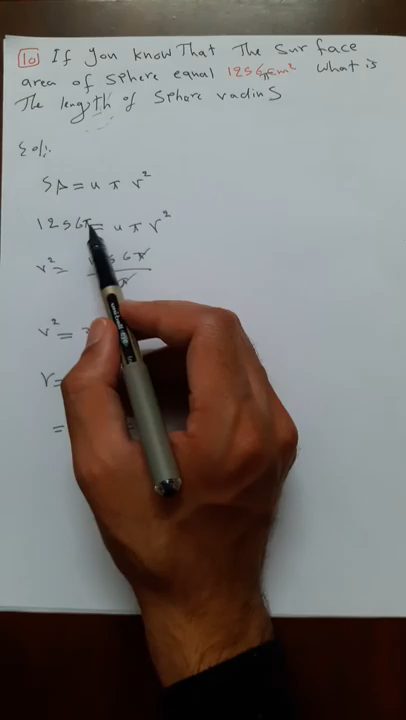 10 If you know That The Surface
area of sphere equal 1256π cm² what is
The length of Sphere radius
Sol:
SA = 4 π r²
1256π = 4 π r²
r² = 6π
π
r² =
r =
=